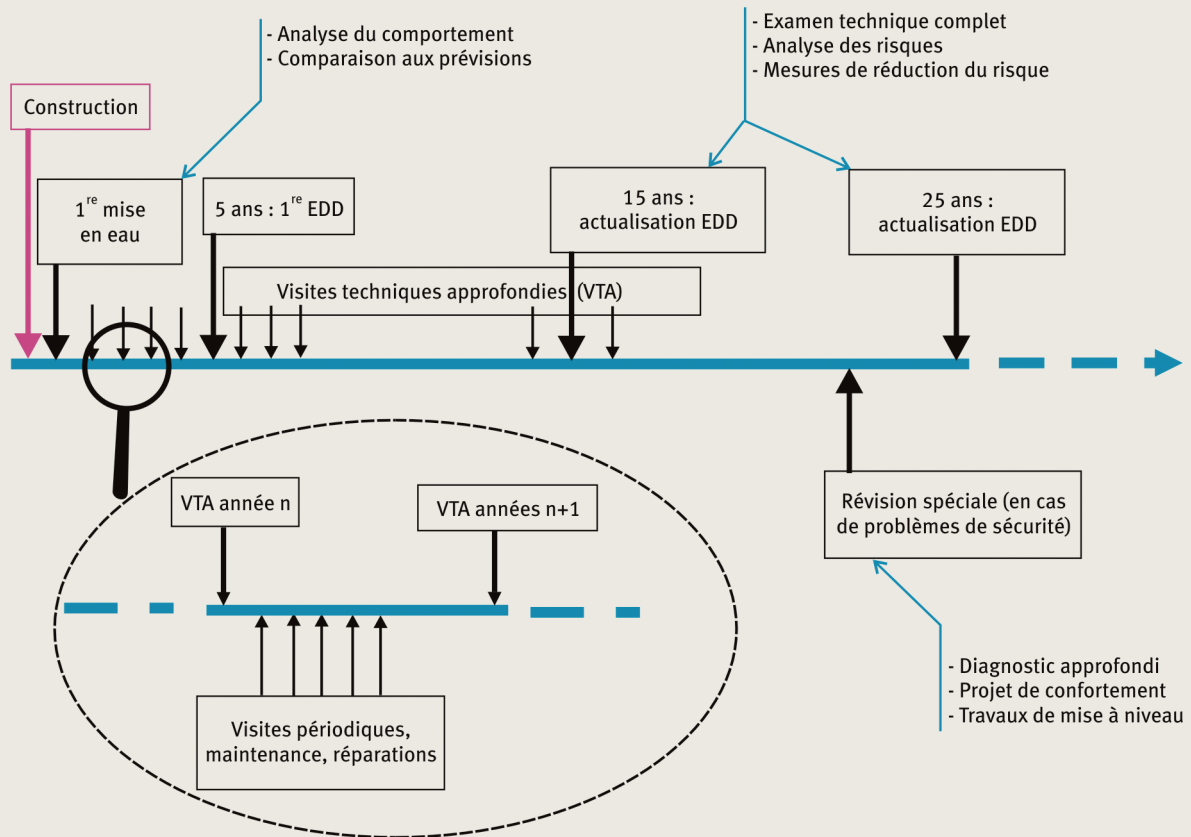 - Analyse du comportement
- Comparaison aux prévisions
- Examen technique complet
- Analyse des risques
- Mesures de réduction du risque
Construction
1re mise
en eau
5 ans : 1re EDD
15 ans :
actualisation EDD
25 ans :
actualisation EDD
Visites techniques approfondies (VTA)
VTA année n
VTA années n+1
Révision spéciale (en cas
de problèmes de sécurité)
Visites périodiques,
maintenance, réparations
- Diagnostic approfondi
- Projet de confortement
- Travaux de mise à niveau